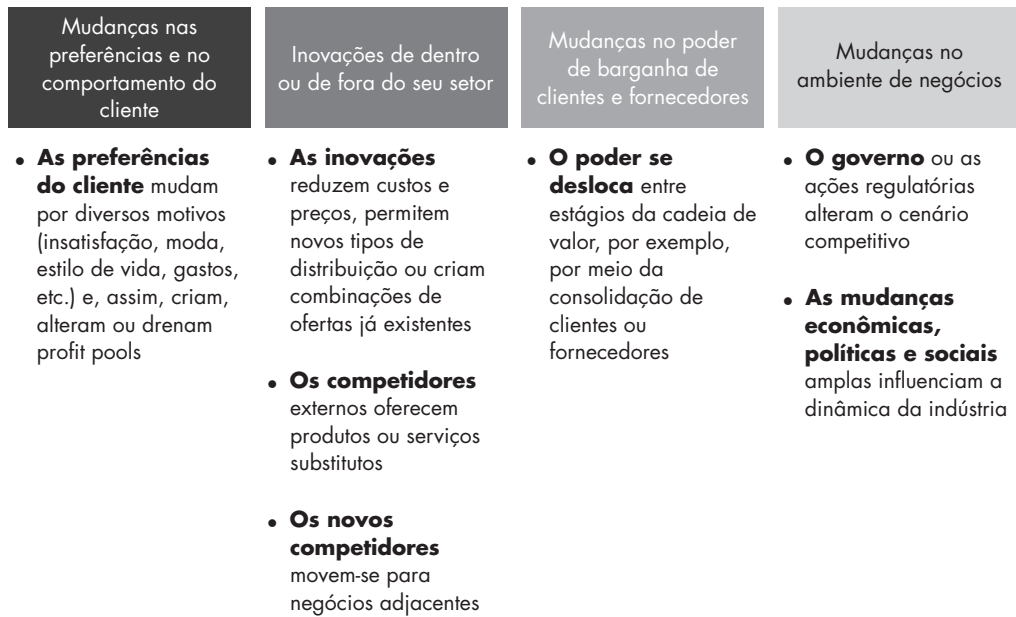 Mudanças nas
preferências e no
comportamento do
cliente
Inovações de dentro
ou de fora do seu setor
Mudanças no poder
de barganha de
clientes e fornecedores
Mudanças no
ambiente de negócios
• As preferências
do cliente mudam
por diversos motivos
(insatisfação, moda,
estilo de vida, gastos,
etc.) e, assim, criam,
alteram ou drenam
profit pools
• As inovações
reduzem custos e
preços, permitem
novos tipos de
distribuição ou criam
combinações de
ofertas já existentes
• Os competidores
externos oferecem
produtos ou serviços
substitutos
• Os novos
competidores
movem-se para
negócios adjacentes
• O poder se
desloca entre
estágios da cadeia de
valor, por exemplo,
por meio da
consolidação de
clientes ou
fornecedores
• O governo ou as
ações regulatórias
alteram o cenário
competitivo
• As mudanças
econômicas,
políticas e sociais
amplas influenciam a
dinâmica da indústria